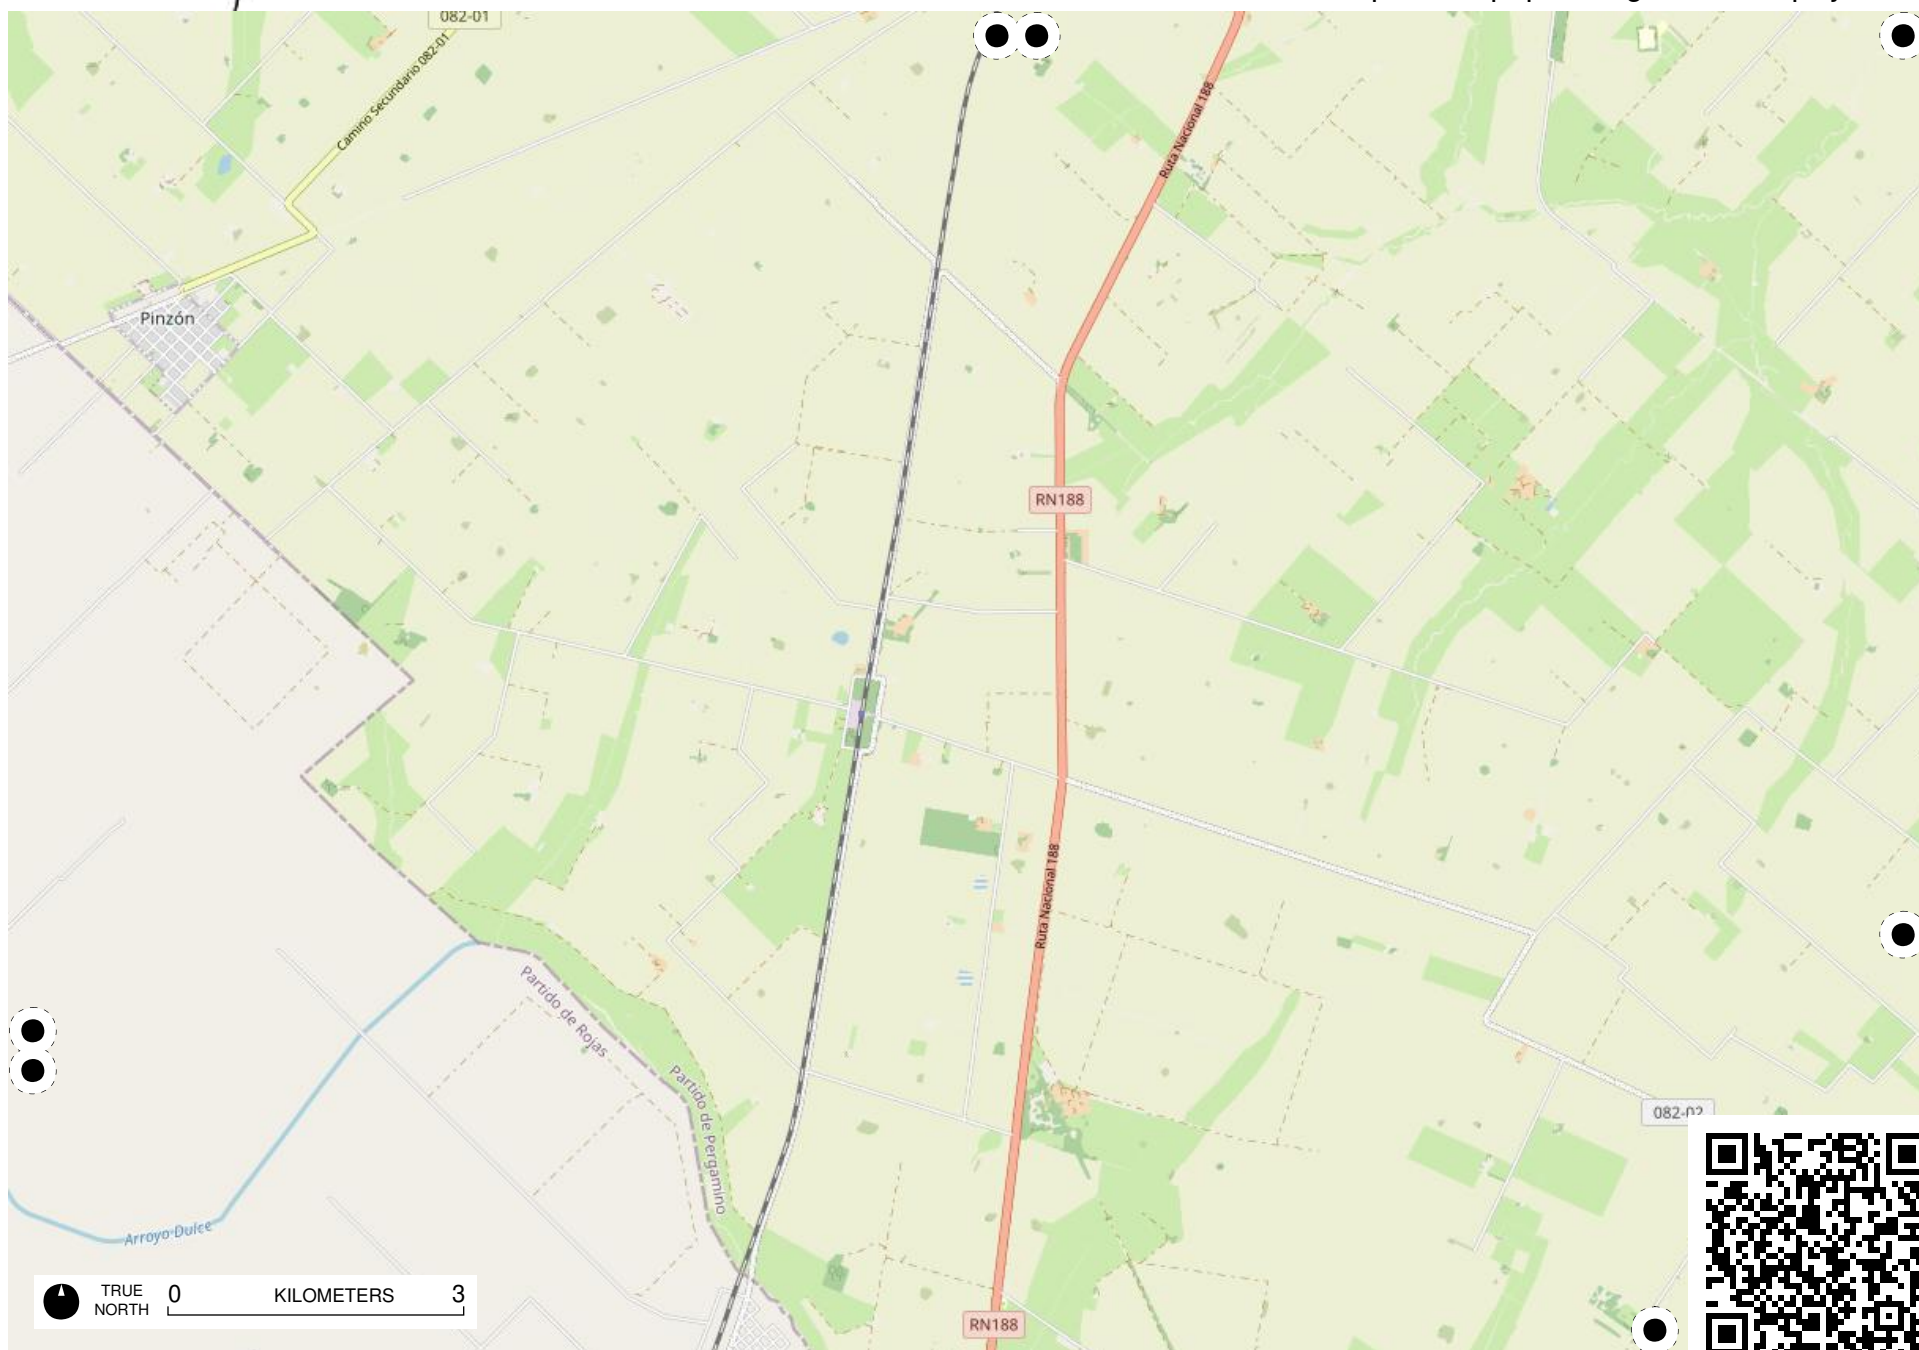 082-01
Camino Secundario 082-01
Ruta Nacional 188
Pinzón
RN188
Ruta Nacional 188
Partido de Rojas
Partido de Pergamino
082-02
Arroyo Dulce
TRUE NORTH
0 KILOMETERS 3
RN188